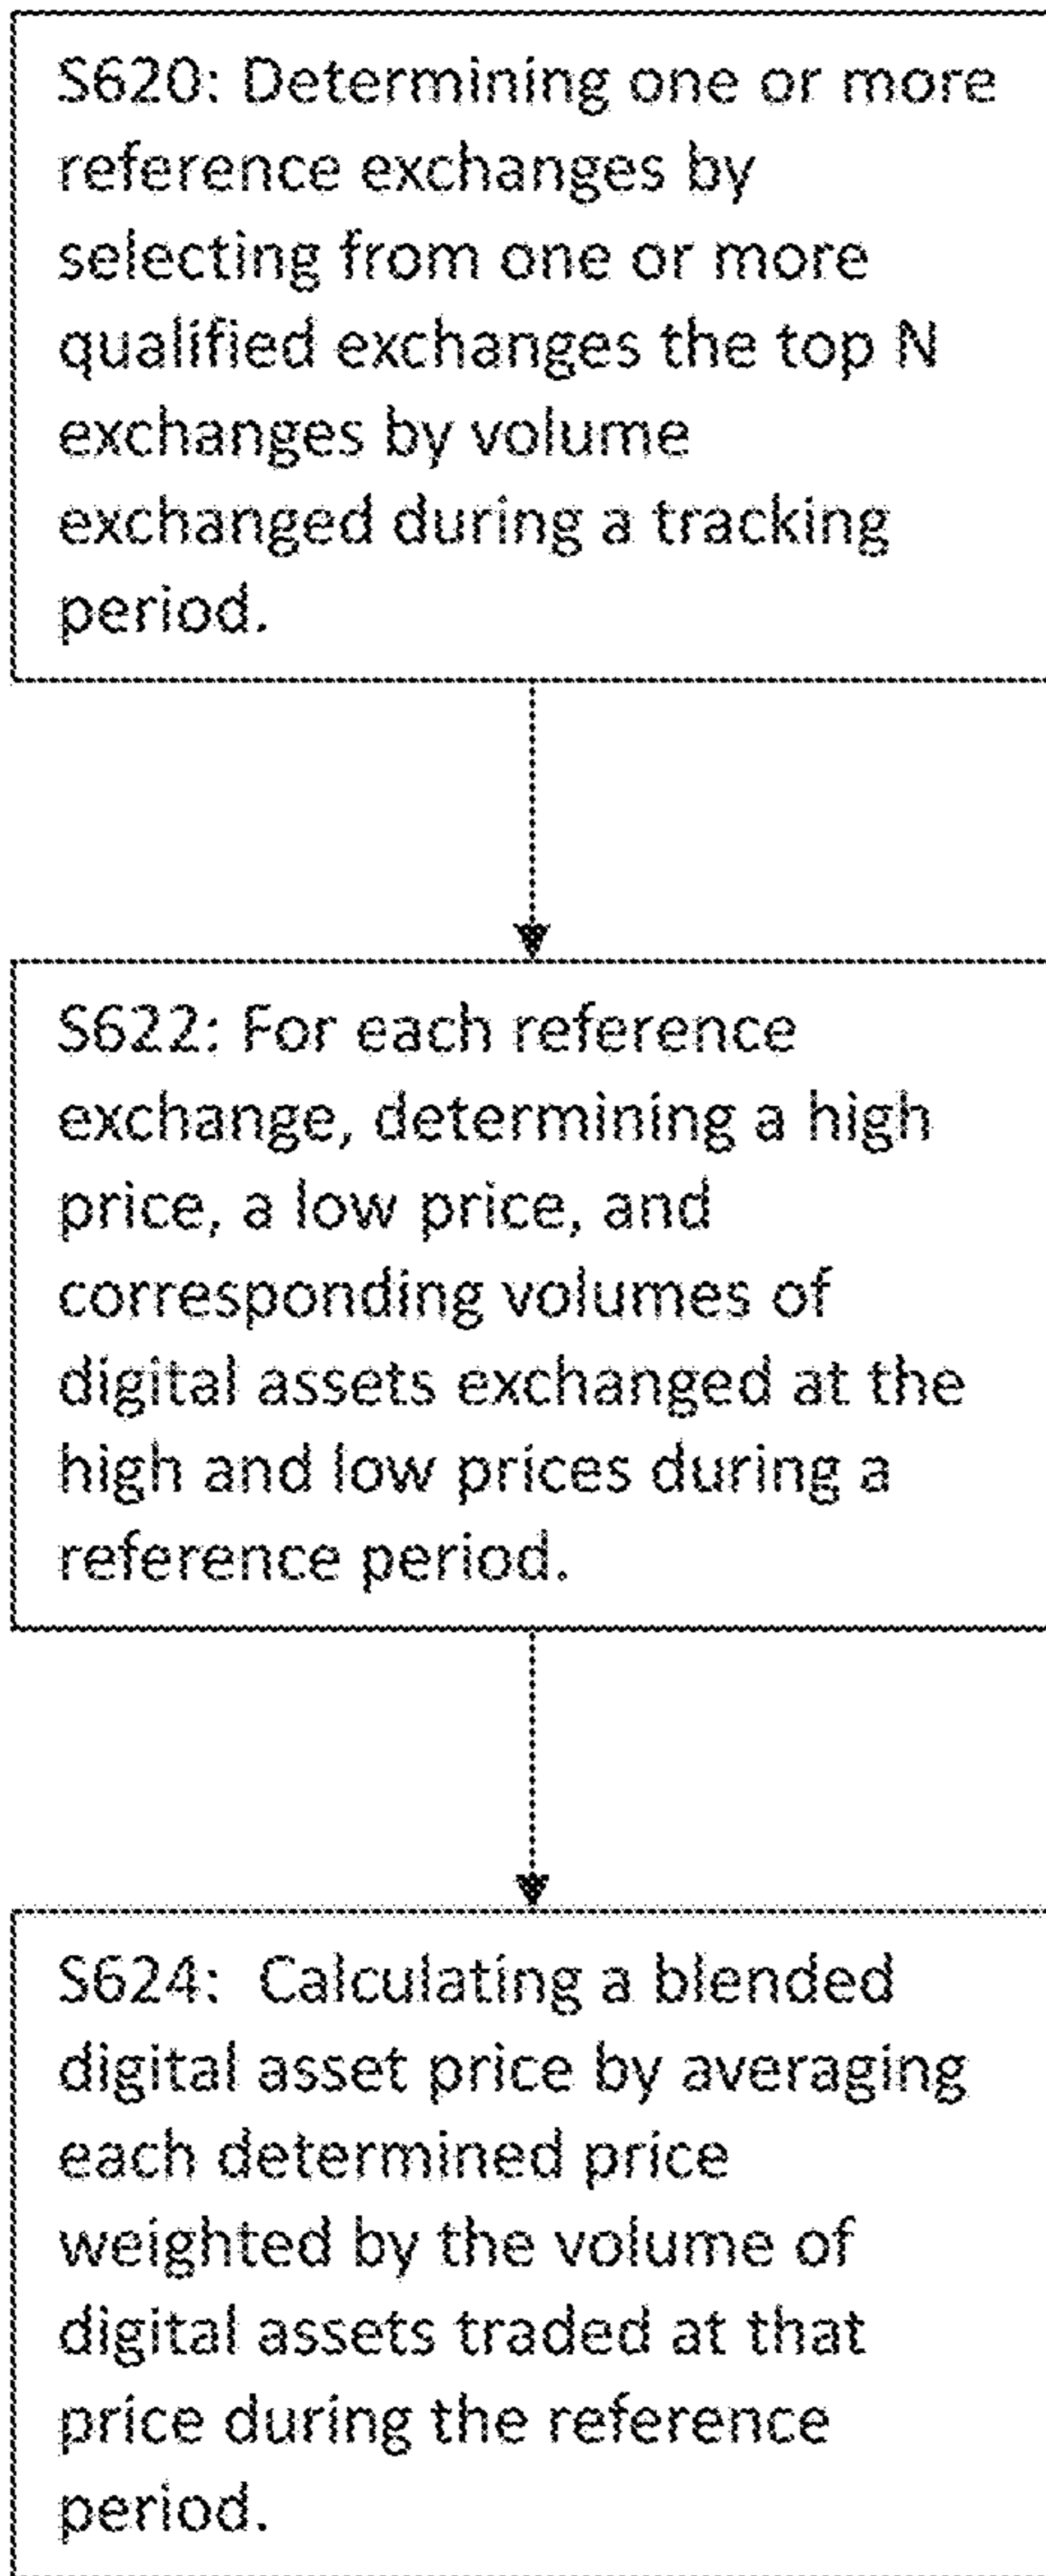 S620: Determining one or more
reference exchanges by
selecting from one or more
qualified exchanges the top N
exchanges by volume
exchanged during a tracking
period.
S622: For each reference
exchange, determining a high
price, a low price, and
corresponding volumes of
digital assets exchanged at the
high and low prices during a
reference period.
S624:  Calculating a blended
digital asset price by averaging
each determined price
weighted by the volume of
digital assets traded at that
price during the reference
period.